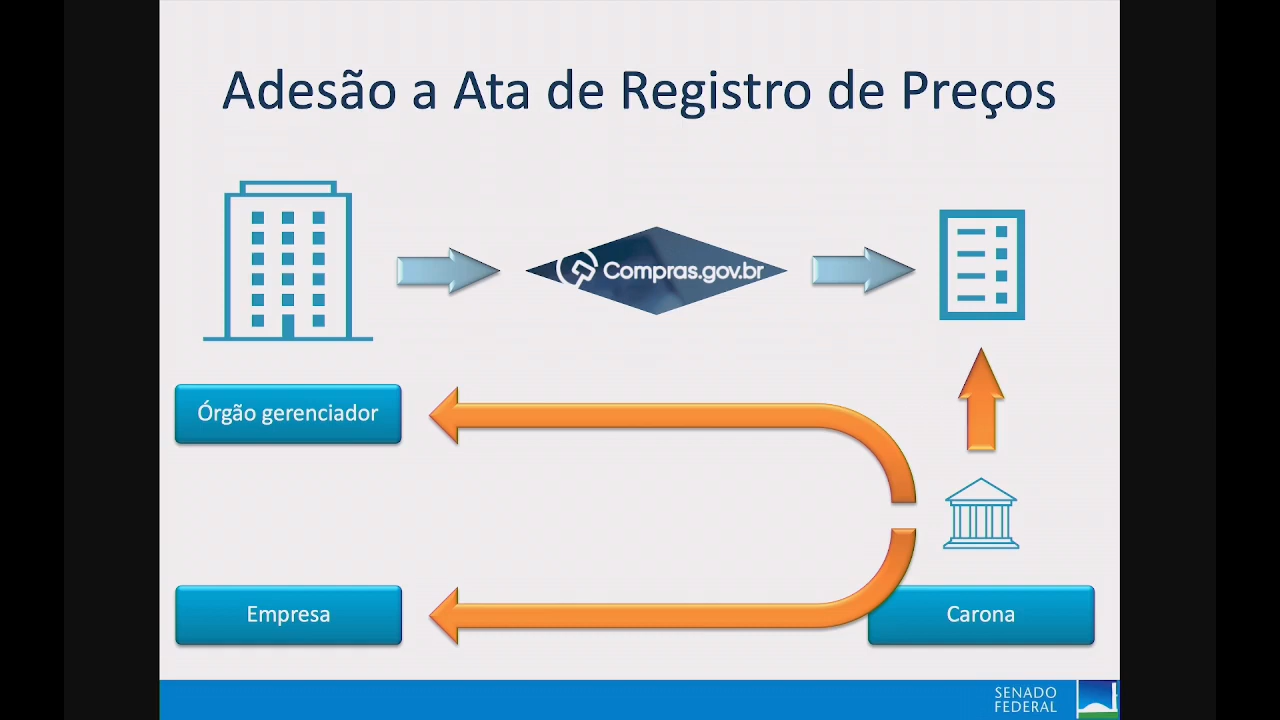 Adesão a Ata de Registro de Preços
Compras.gov.br
Órgão gerenciador
Empresa
Carona
SENADO
FEDERAL